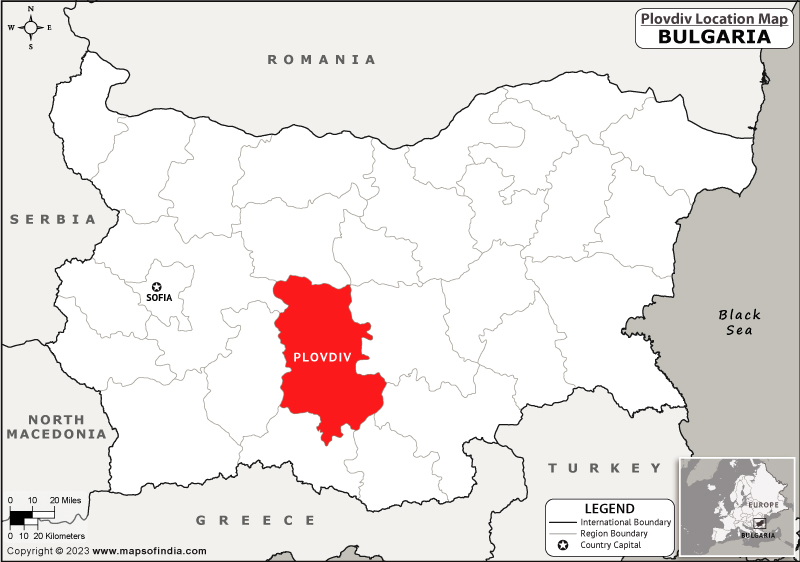 Plovdiv Location Map
BULGARIA
N
W E
S
ROMANIA
SERBIA
SOFIA
Black
Sea
PLOVDIV
NORTH
MACEDONIA
TURKEY
GREECE
0 10 20 Miles
0 10 20 Kilometers
Copyright © 2023 www.mapsofindia.com
LEGEND
International Boundary
Region Boundary
Country Capital
EUROPE
BULGARIA